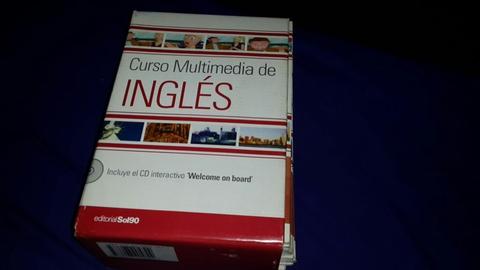 Curso Multimedia de
INGLÉS
Incluye el CD interactivo 'Welcome on board'
editorialSol90